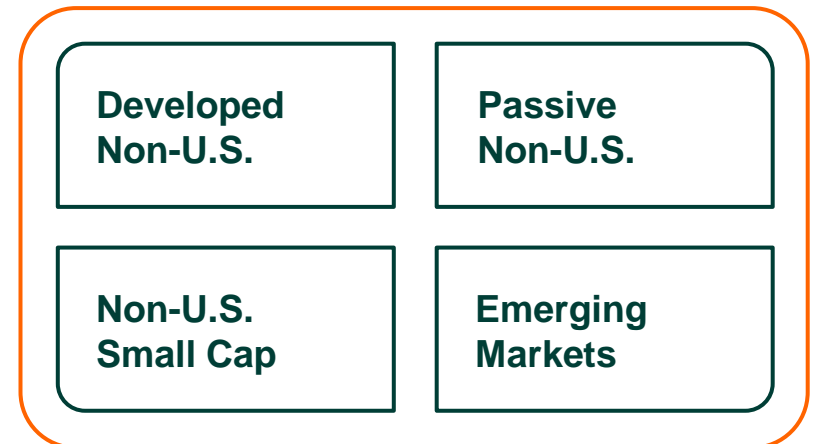 Developed
Non-U.S.
Passive
Non-U.S.
Non-U.S.
Small Cap
Emerging
Markets